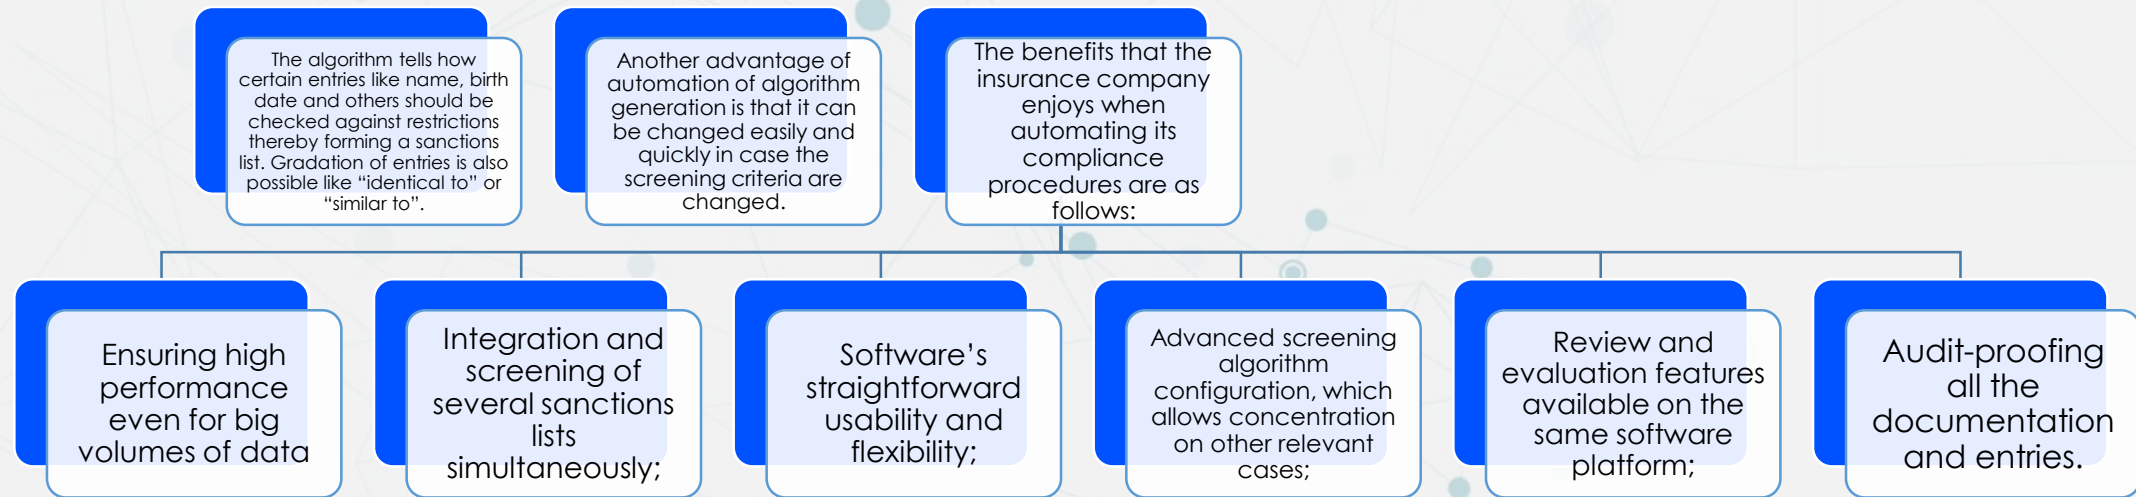 The algorithm tells how
certain entries like name, birth
date and others should be
checked against restrictions
thereby forming a sanctions
list. Gradation of entries is also
possible like “identical to” or
“similar to”.
Another advantage of
automation of algorithm
generation is that it can
be changed easily and
quickly in case the
screening criteria are
changed.
The benefits that the
insurance company
enjoys when
automating its
compliance
procedures are as
follows:
Ensuring high
performance
even for big
volumes of data
Integration and
screening of
several sanctions
lists
simultaneously;
Software’s
straightforward
usability and
flexibility;
Advanced screening
algorithm
configuration, which
allows concentration
on other relevant
cases;
Review and
evaluation features
available on the
same software
platform;
Audit-proofing
all the
documentation
and entries.